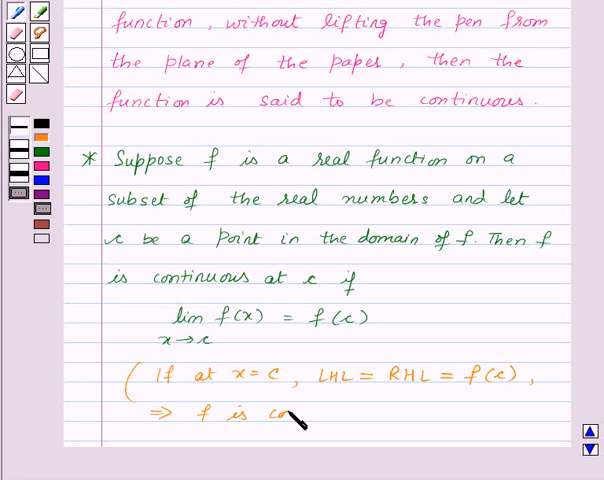 function, without lifting the pen from
the plane of the paper, then the
function is said to be continuous.
* Suppose f is a real function on a
subset of the real numbers and let
c be a point in the domain of f. Then f
is continuous at c if
lim f(x) = f(c)
x→c
( If at x = c, LHL = RHL = f(c),
⇒ f is con